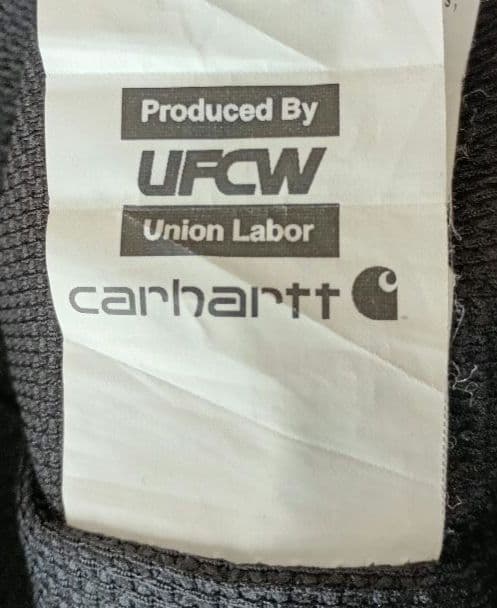 Produced By
UFCW
Union Labor
carhartt